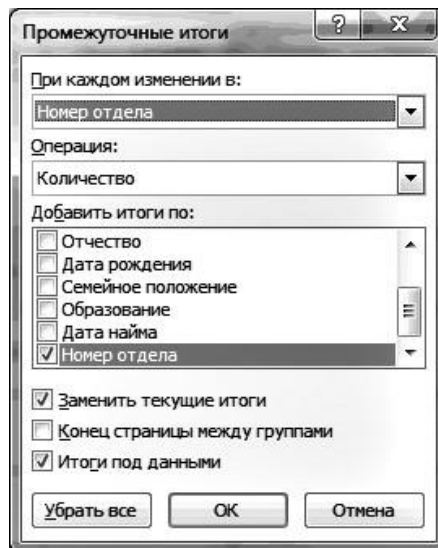 Промежуточные итоги
При каждом изменении в:
Номер отдела
Операция:
Количество
Добавить итоги по:
Отчество
Дата рождения
Семейное положение
Образование
Дата найма
Номер отдела
Заменить текущие итоги
Конец страницы между группами
Итоги под данными
Убрать все
ОК
Отмена